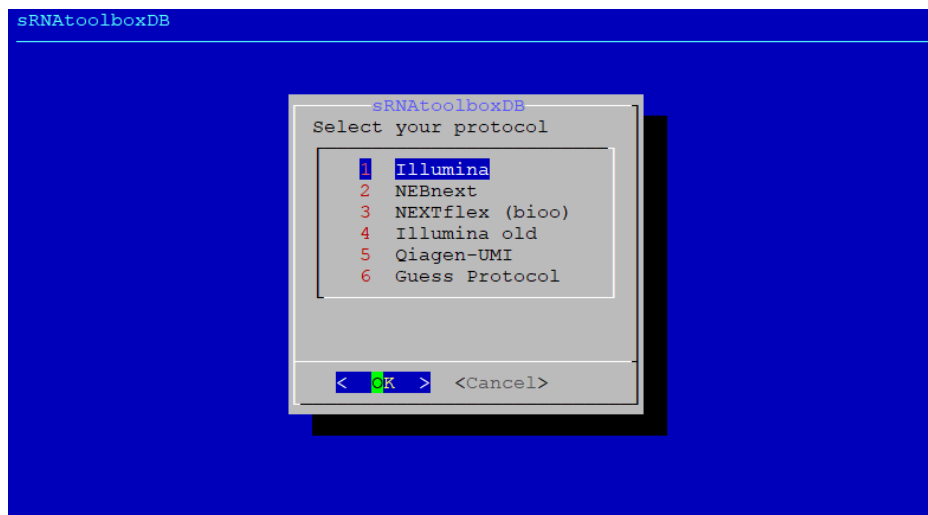 sRNAtoolboxDB
sRNAtoolboxDB
Select your protocol
1 Illumina
2 NEBnext
3 NEXTflex (bioo)
4 Illumina old
5 Qiagen-UMI
6 Guess Protocol
< OK > <Cancel>